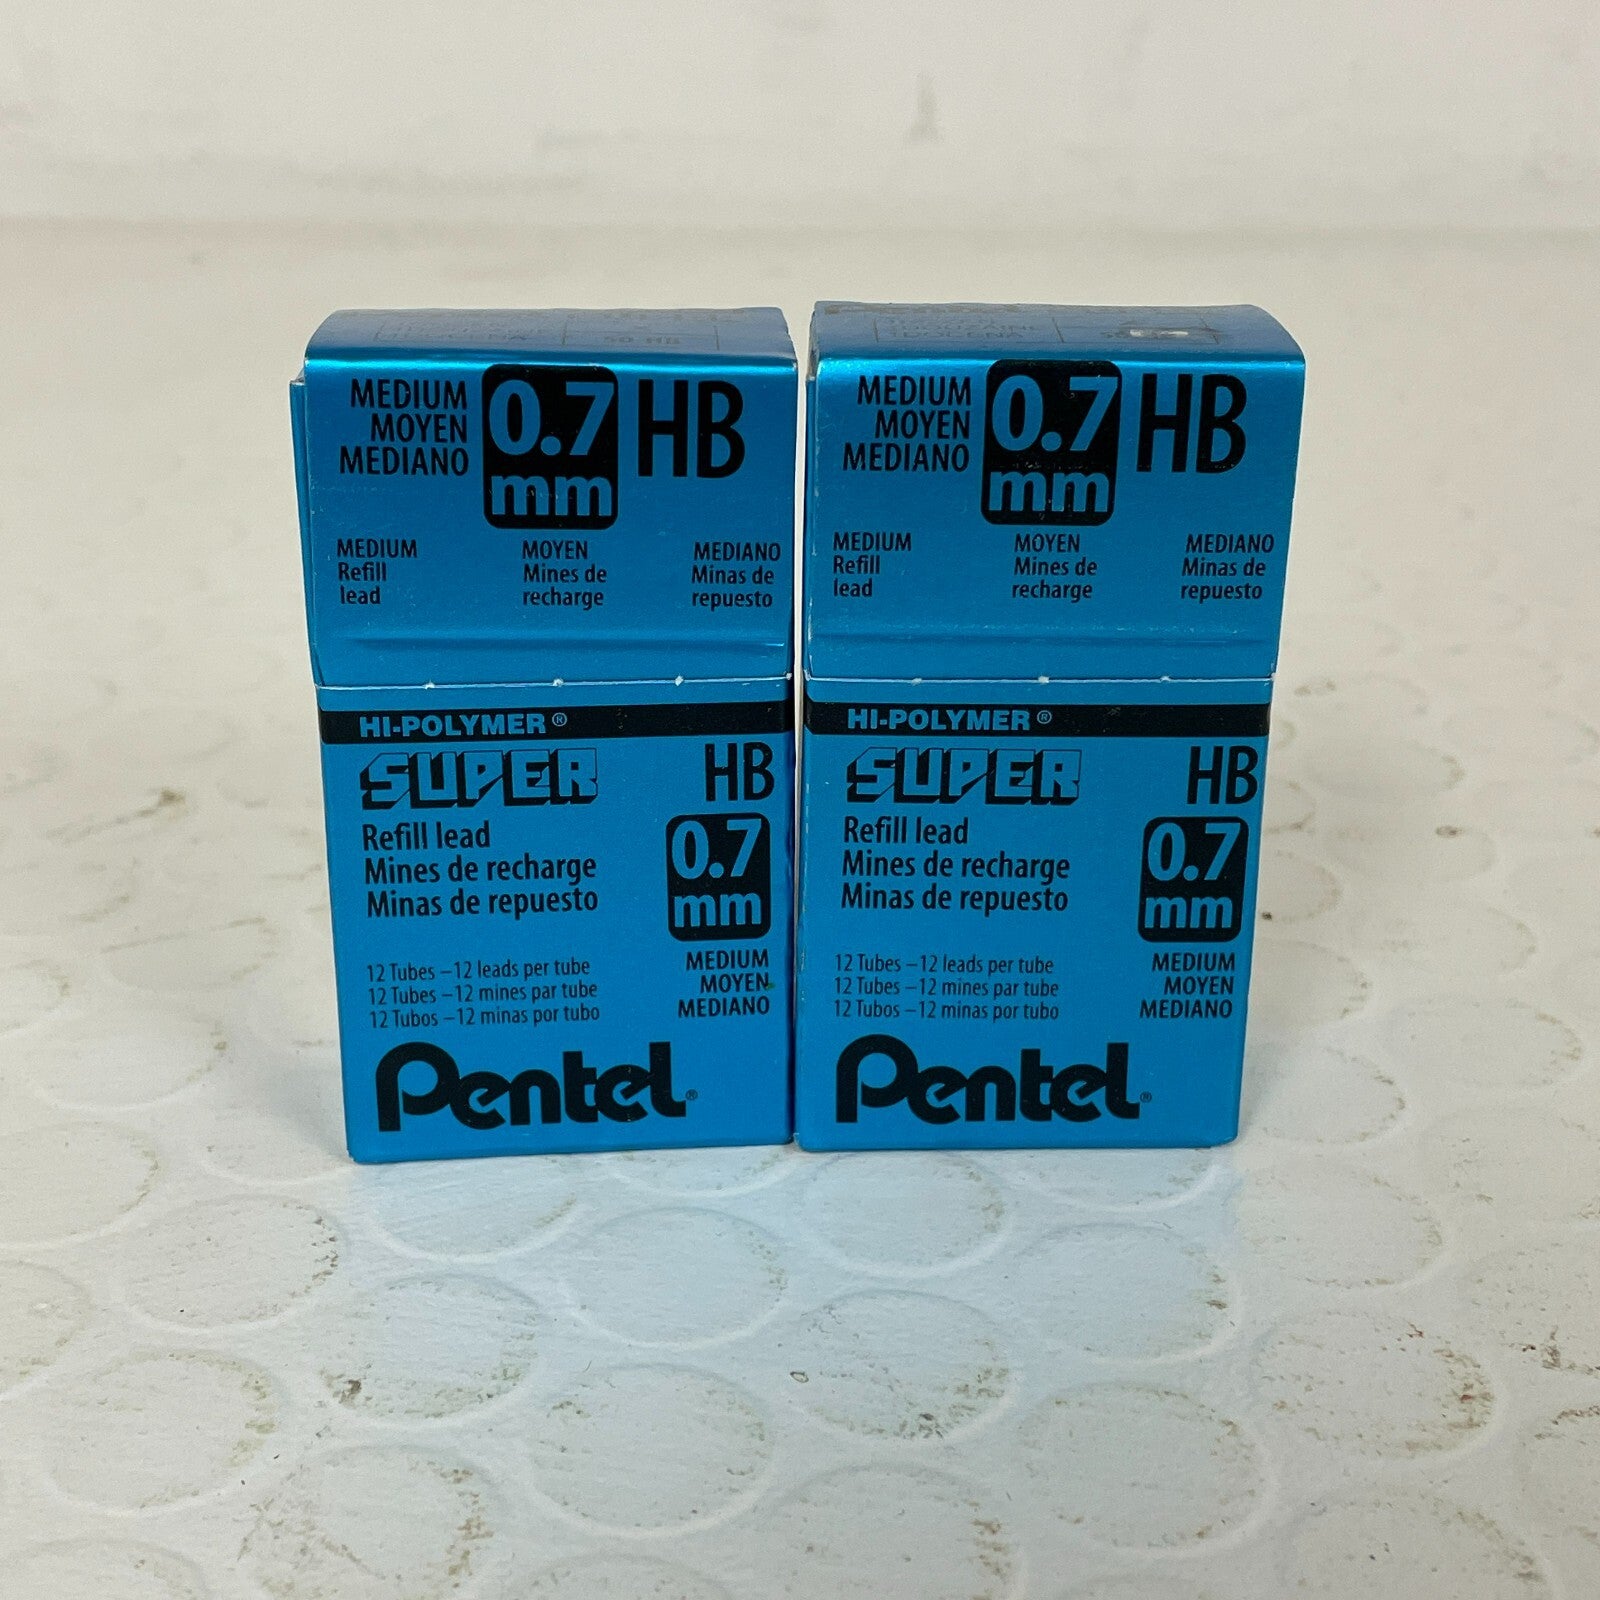 50 HB
MEDIUM
MOYEN
MEDIANO
0.7
mm
HB
MEDIUM
Refill
lead
MOYEN
Mines de
recharge
MEDIANO
Minas de
repuesto
HI-POLYMER®
SUPER
HB
Refill lead
Mines de recharge
Minas de repuesto
0.7
mm
12 Tubes – 12 leads per tube
12 Tubes – 12 mines par tube
12 Tubos – 12 minas por tubo
MEDIUM
MOYEN
MEDIANO
Pentel®
MEDIUM
MOYEN
MEDIANO
0.7
mm
HB
MEDIUM
Refill
lead
MOYEN
Mines de
recharge
MEDIANO
Minas de
repuesto
HI-POLYMER®
SUPER
HB
Refill lead
Mines de recharge
Minas de repuesto
0.7
mm
12 Tubes – 12 leads per tube
12 Tubes – 12 mines par tube
12 Tubos – 12 minas por tubo
MEDIUM
MOYEN
MEDIANO
Pentel®